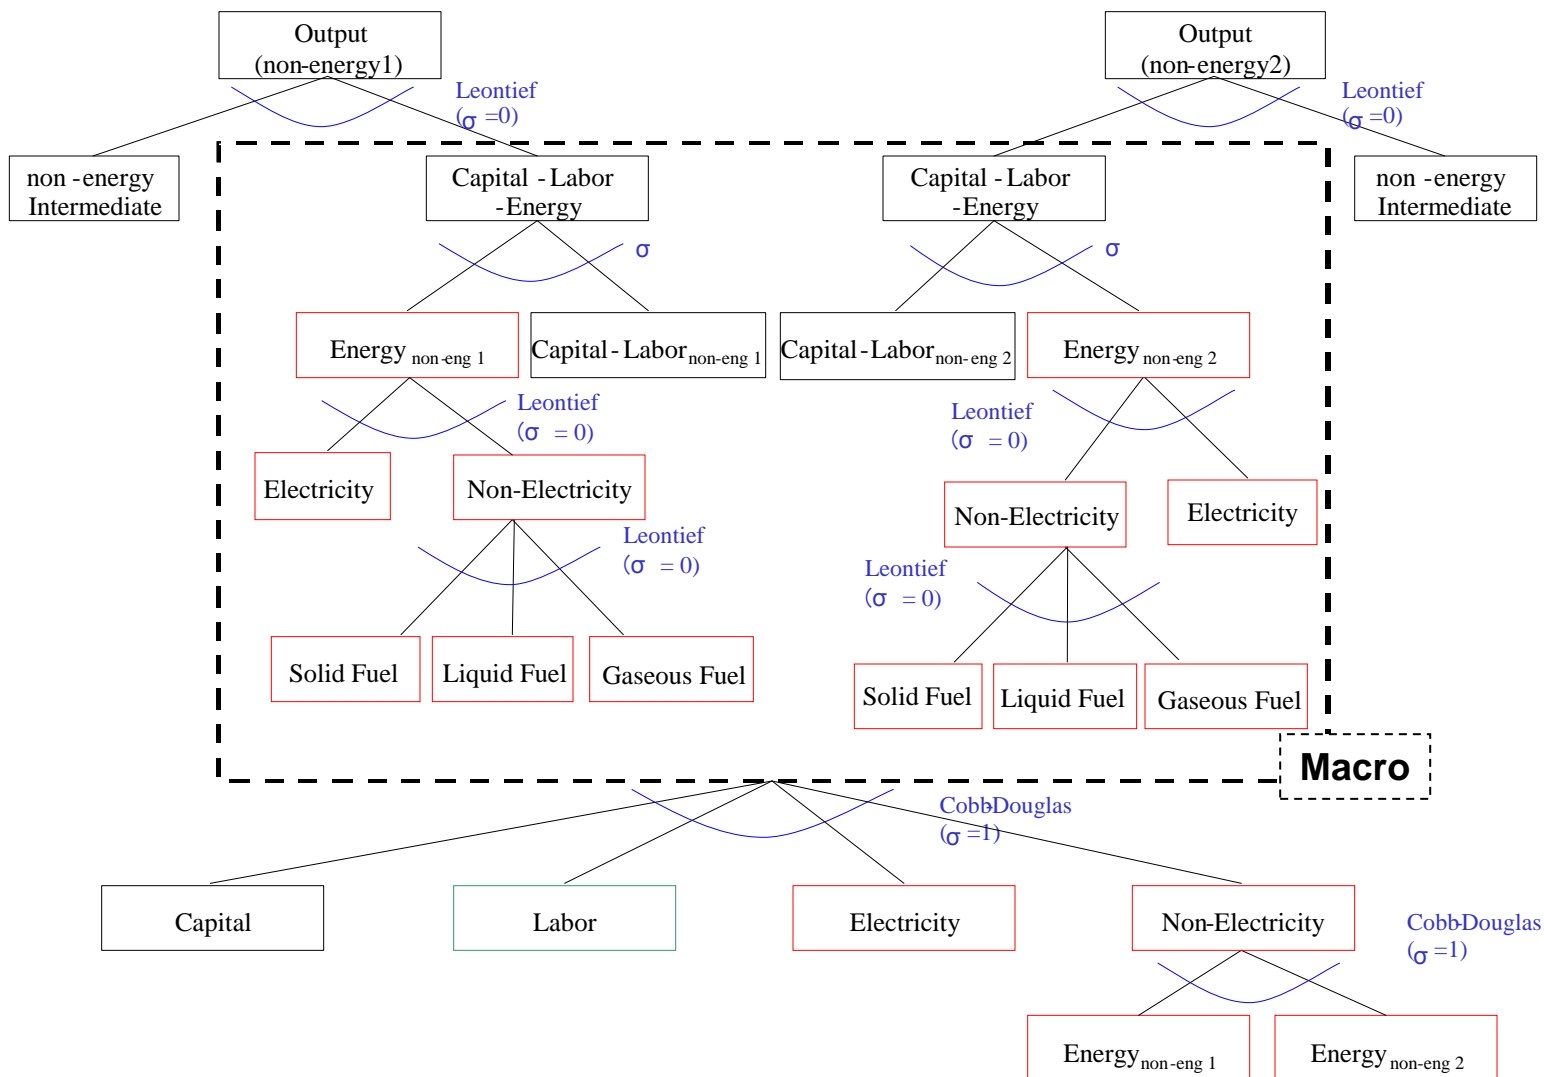 Output
(non-energy1)
Output
(non-energy2)
Leontief
(σ =0)
Leontief
(σ =0)
non -energy
Intermediate
Capital -Labor
-Energy
Capital -Labor
-Energy
non -energy
Intermediate
σ
σ
Energy non-eng 1
Capital-Labor non-eng 1
Capital-Labor non-eng 2
Energy non-eng 2
Leontief
(σ = 0)
Leontief
(σ = 0)
Electricity
Non-Electricity
Non-Electricity
Electricity
Leontief
(σ = 0)
Leontief
(σ = 0)
Solid Fuel
Liquid Fuel
Gaseous Fuel
Solid Fuel
Liquid Fuel
Gaseous Fuel
Macro
Cobb-Douglas
(σ =1)
Capital
Labor
Electricity
Non-Electricity
Cobb-Douglas
(σ =1)
Energy non-eng 1
Energy non-eng 2